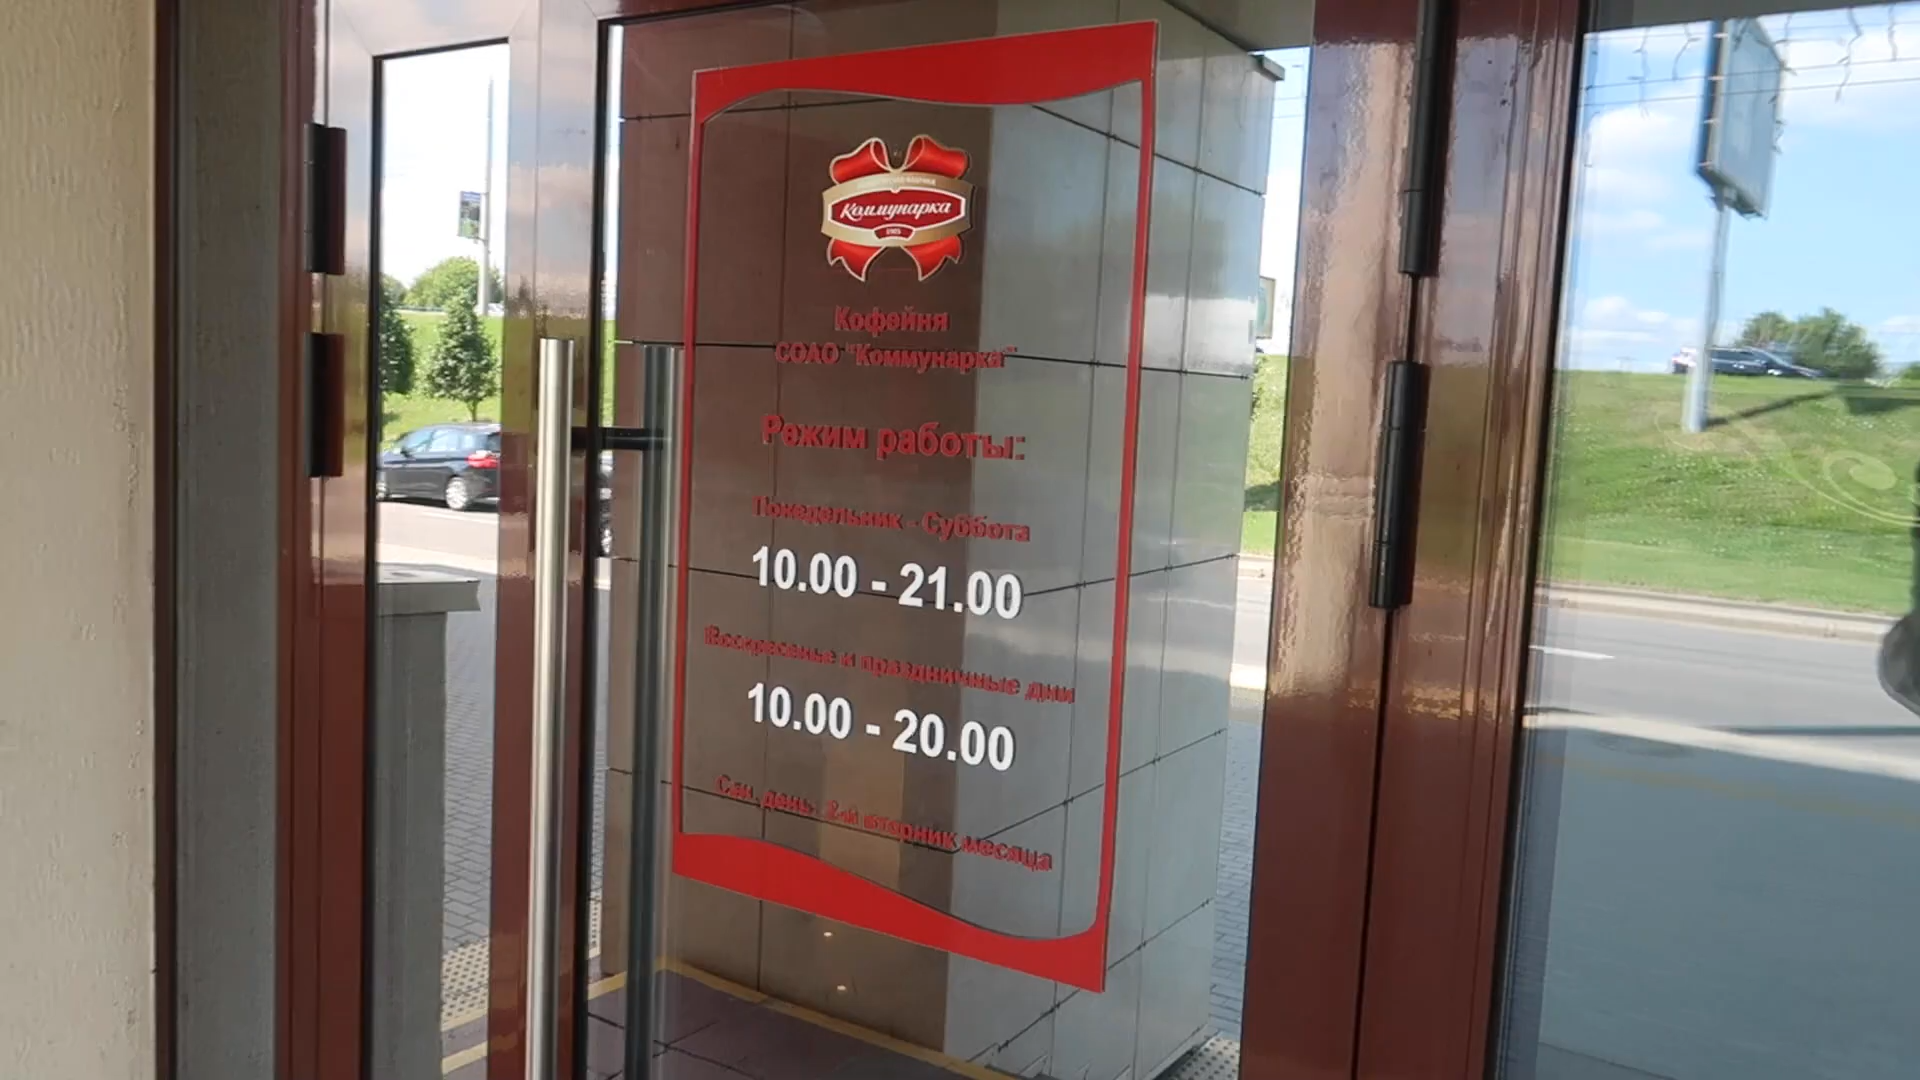 Коммунарка
Кофейня
СОАО "Коммунарка"
Режим работы:
Понедельник - Суббота
10.00 - 21.00
Воскресенье и праздничные дни
10.00 - 20.00
Сан. день: 2-й вторник месяца